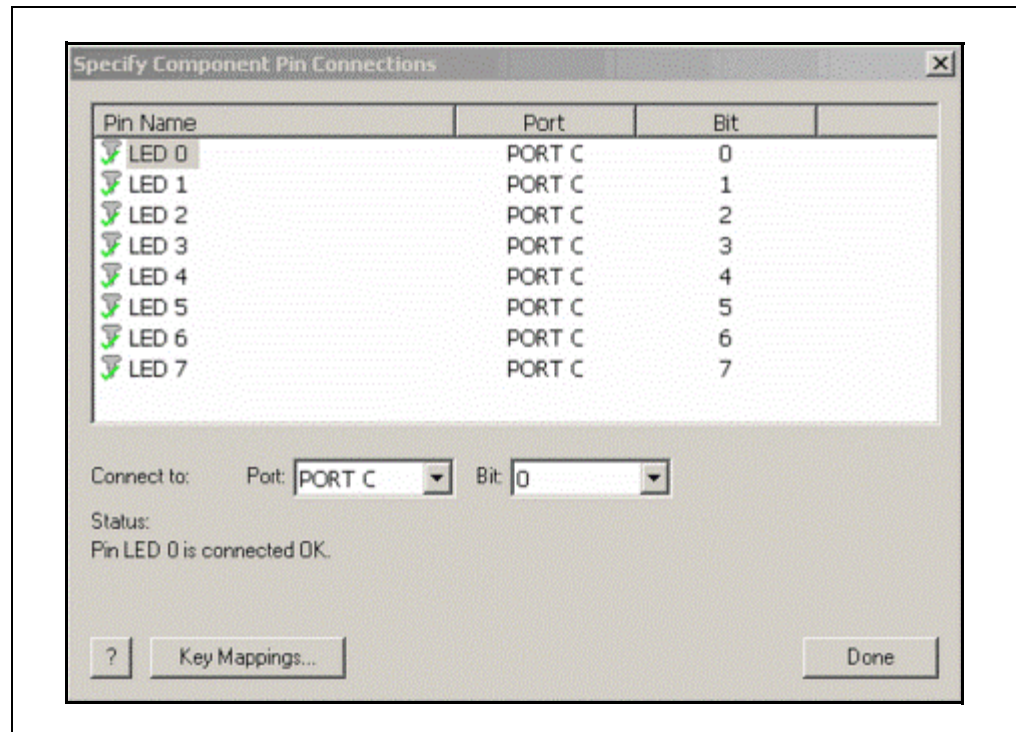 Specify Component Pin Connections
Pin Name Port Bit
LED 0 PORT C 0
LED 1 PORT C 1
LED 2 PORT C 2
LED 3 PORT C 3
LED 4 PORT C 4
LED 5 PORT C 5
LED 6 PORT C 6
LED 7 PORT C 7
Connect to: Port: PORT C Bit: 0
Status:
Pin LED 0 is connected OK.
? Key Mappings... Done